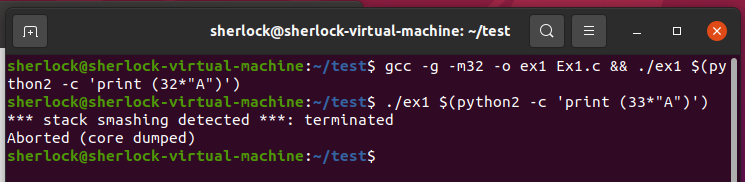 sherlock@sherlock-virtual-machine: ~/test
sherlock@sherlock-virtual-machine:~/test$ gcc -g -m32 -o ex1 Ex1.c && ./ex1 $(py
thon2 -c 'print (32*"A")')
sherlock@sherlock-virtual-machine:~/test$ ./ex1 $(python2 -c 'print (33*"A")')
*** stack smashing detected ***: terminated
Aborted (core dumped)
sherlock@sherlock-virtual-machine:~/test$